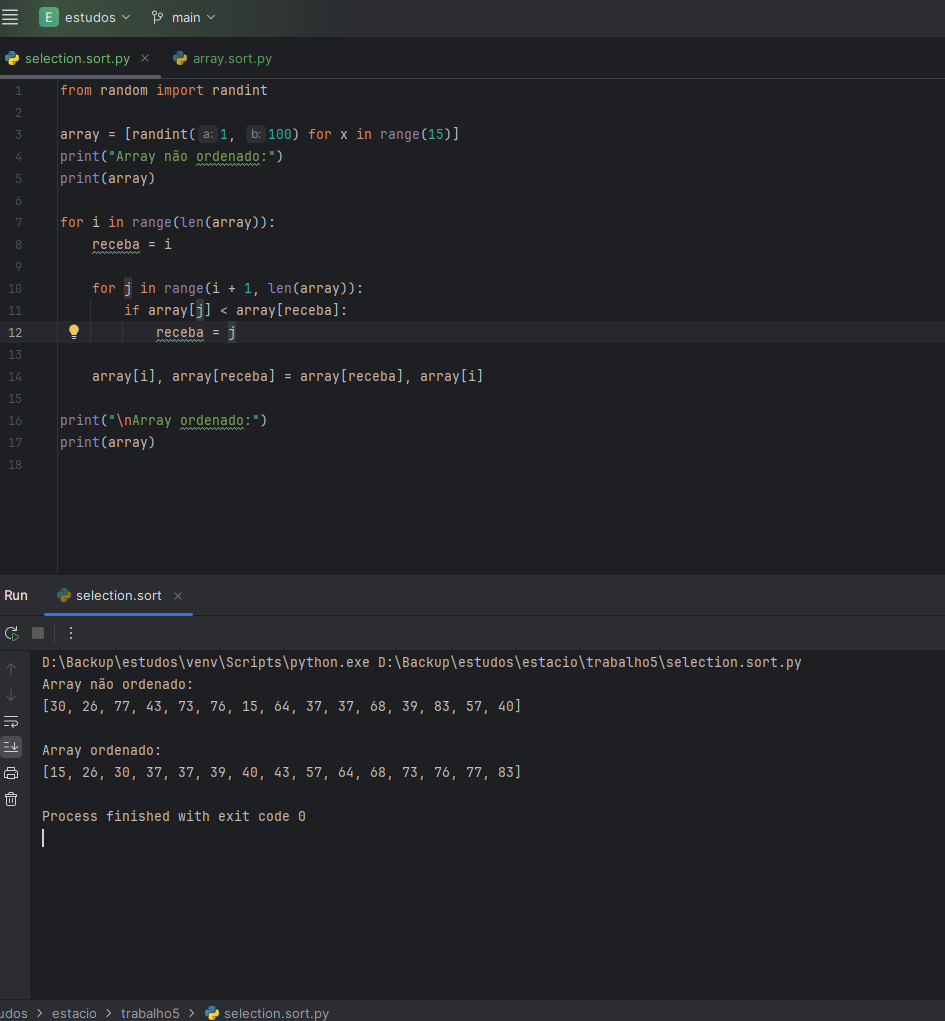 E estudos main
selection.sort.py array.sort.py
1 from random import randint
2
3 array = [randint( a: 1, b: 100) for x in range(15)]
4 print("Array não ordenado:")
5 print(array)
6
7 for i in range(len(array)):
8 receba = i
9
10 for j in range(i + 1, len(array)):
11 if array[j] < array[receba]:
12 receba = j
13
14 array[i], array[receba] = array[receba], array[i]
15
16 print("\nArray ordenado:")
17 print(array)
18
Run selection.sort
D:\Backup\estudos\venv\Scripts\python.exe D:\Backup\estudos\estacio\trabalho5\selection.sort.py
Array não ordenado:
[30, 26, 77, 43, 73, 76, 15, 64, 37, 37, 68, 39, 83, 57, 40]
Array ordenado:
[15, 26, 30, 37, 37, 39, 40, 43, 57, 64, 68, 73, 76, 77, 83]
Process finished with exit code 0
udos > estacio > trabalho5 > selection.sort.py